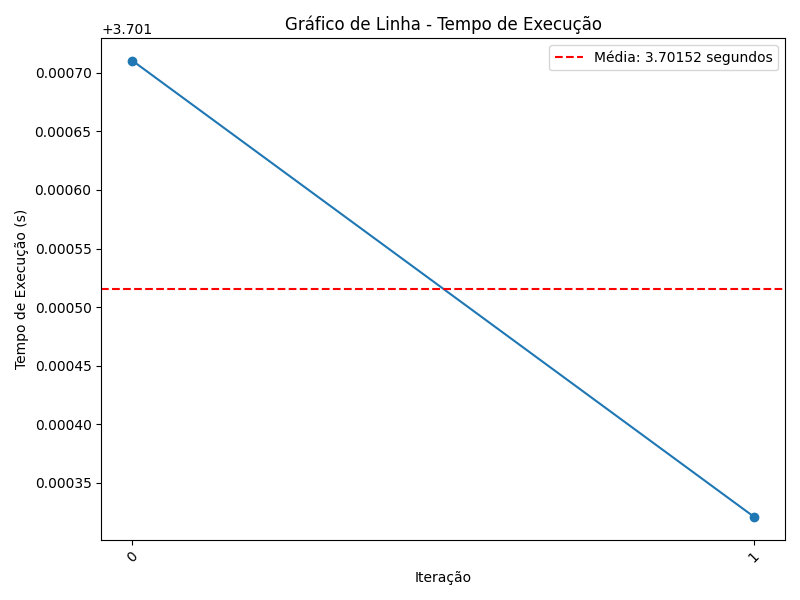 Gráfico de Linha - Tempo de Execução
+3.701
Média: 3.70152 segundos
0.00070
0.00065
0.00060
0.00055
0.00050
0.00045
0.00040
0.00035
Tempo de Execução (s)
0
1
Iteração